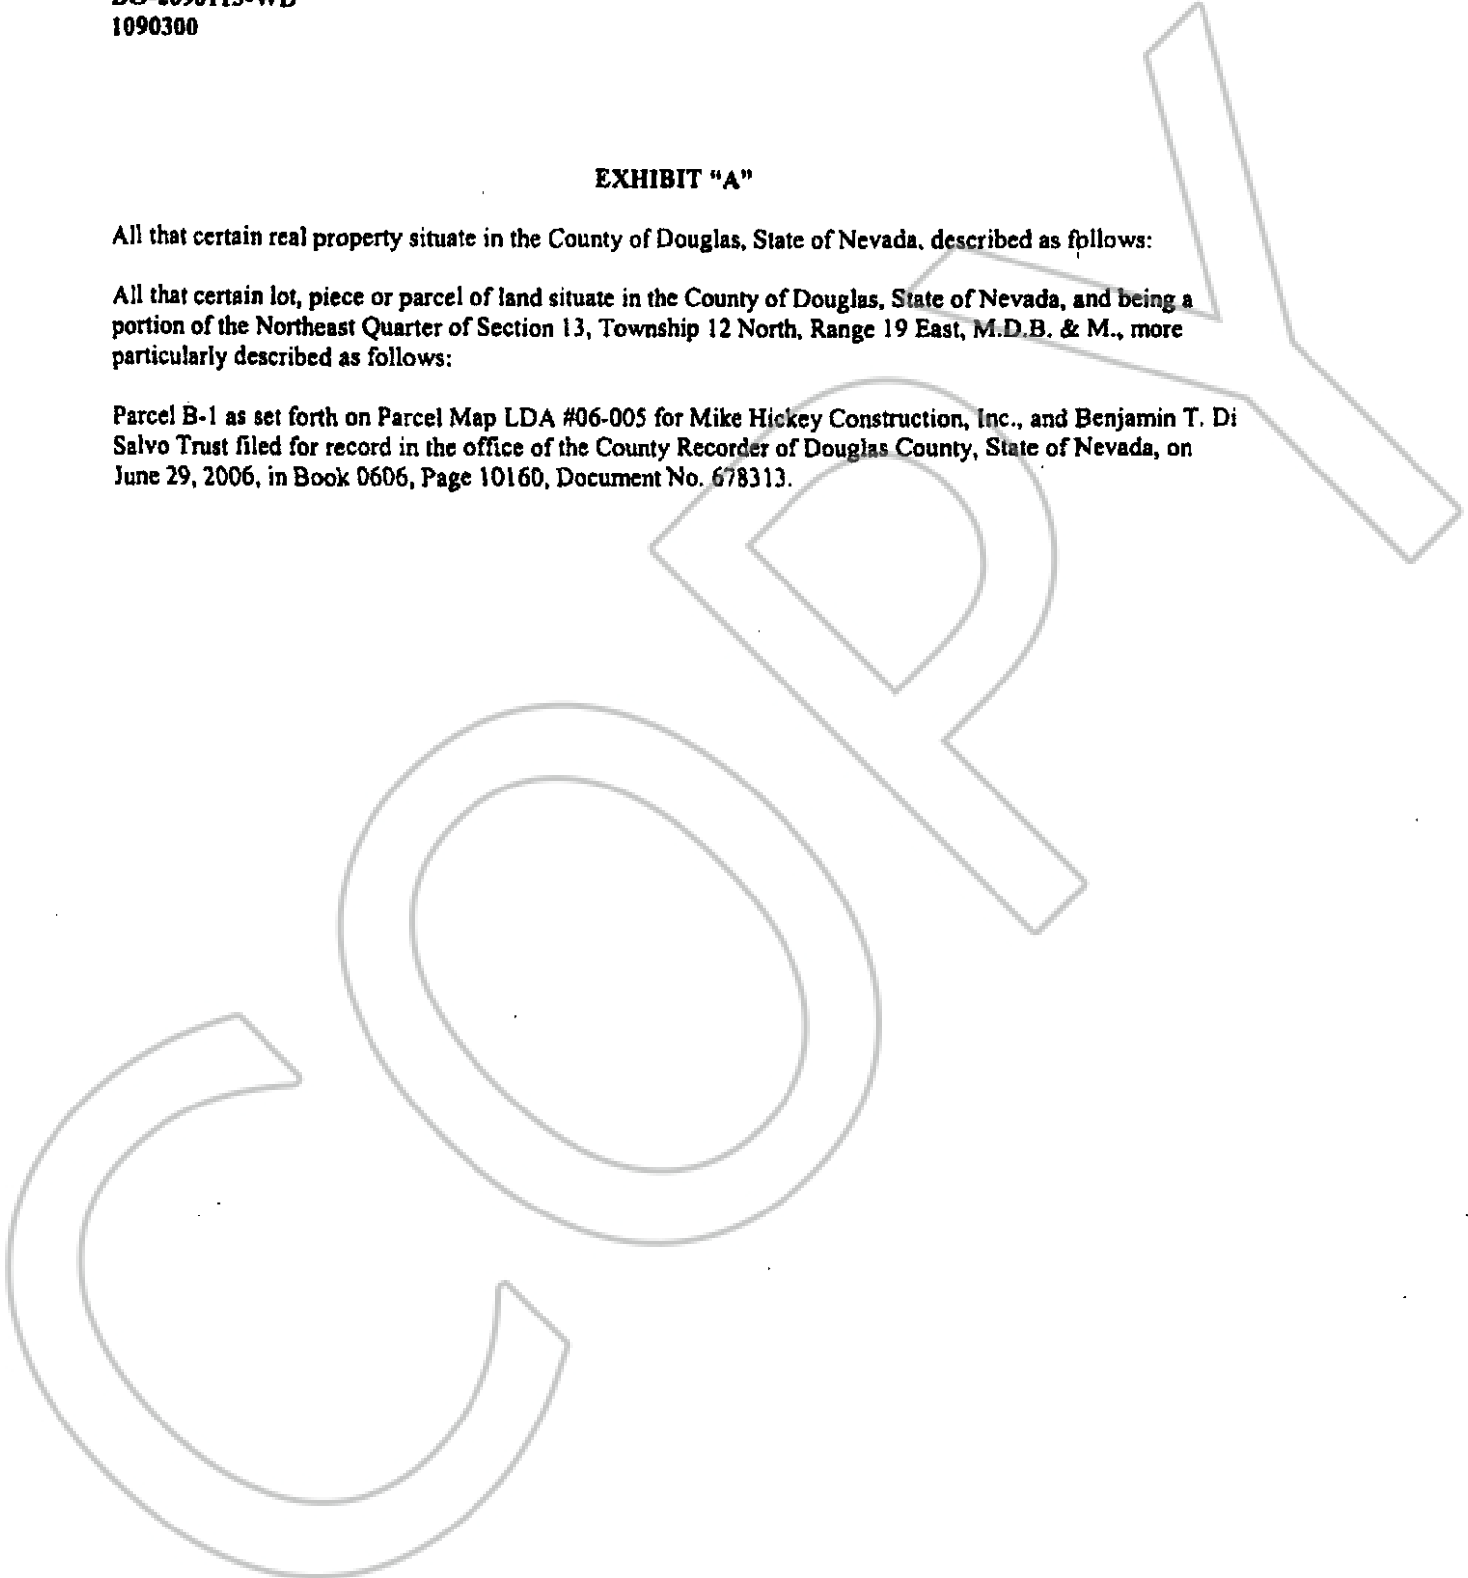 1090300
EXHIBIT “A”
All that certain real property situate in the County of Douglas, State of Nevada, described as follows:
All that certain lot, piece or parcel of land situate in the County of Douglas, State of Nevada, and being a
portion of the Northeast Quarter of Section 13, Township 12 North, Range 19 East, M.D.B. & M., more
particularly described as follows:
Parcel B-1 as set forth on Parcel Map LDA #06-005 for Mike Hickey Construction, Inc., and Benjamin T. Di
Salvo Trust filed for record in the office of the County Recorder of Douglas County, State of Nevada, on
June 29, 2006, in Book 0606, Page 10160, Document No. 678313.
COPY